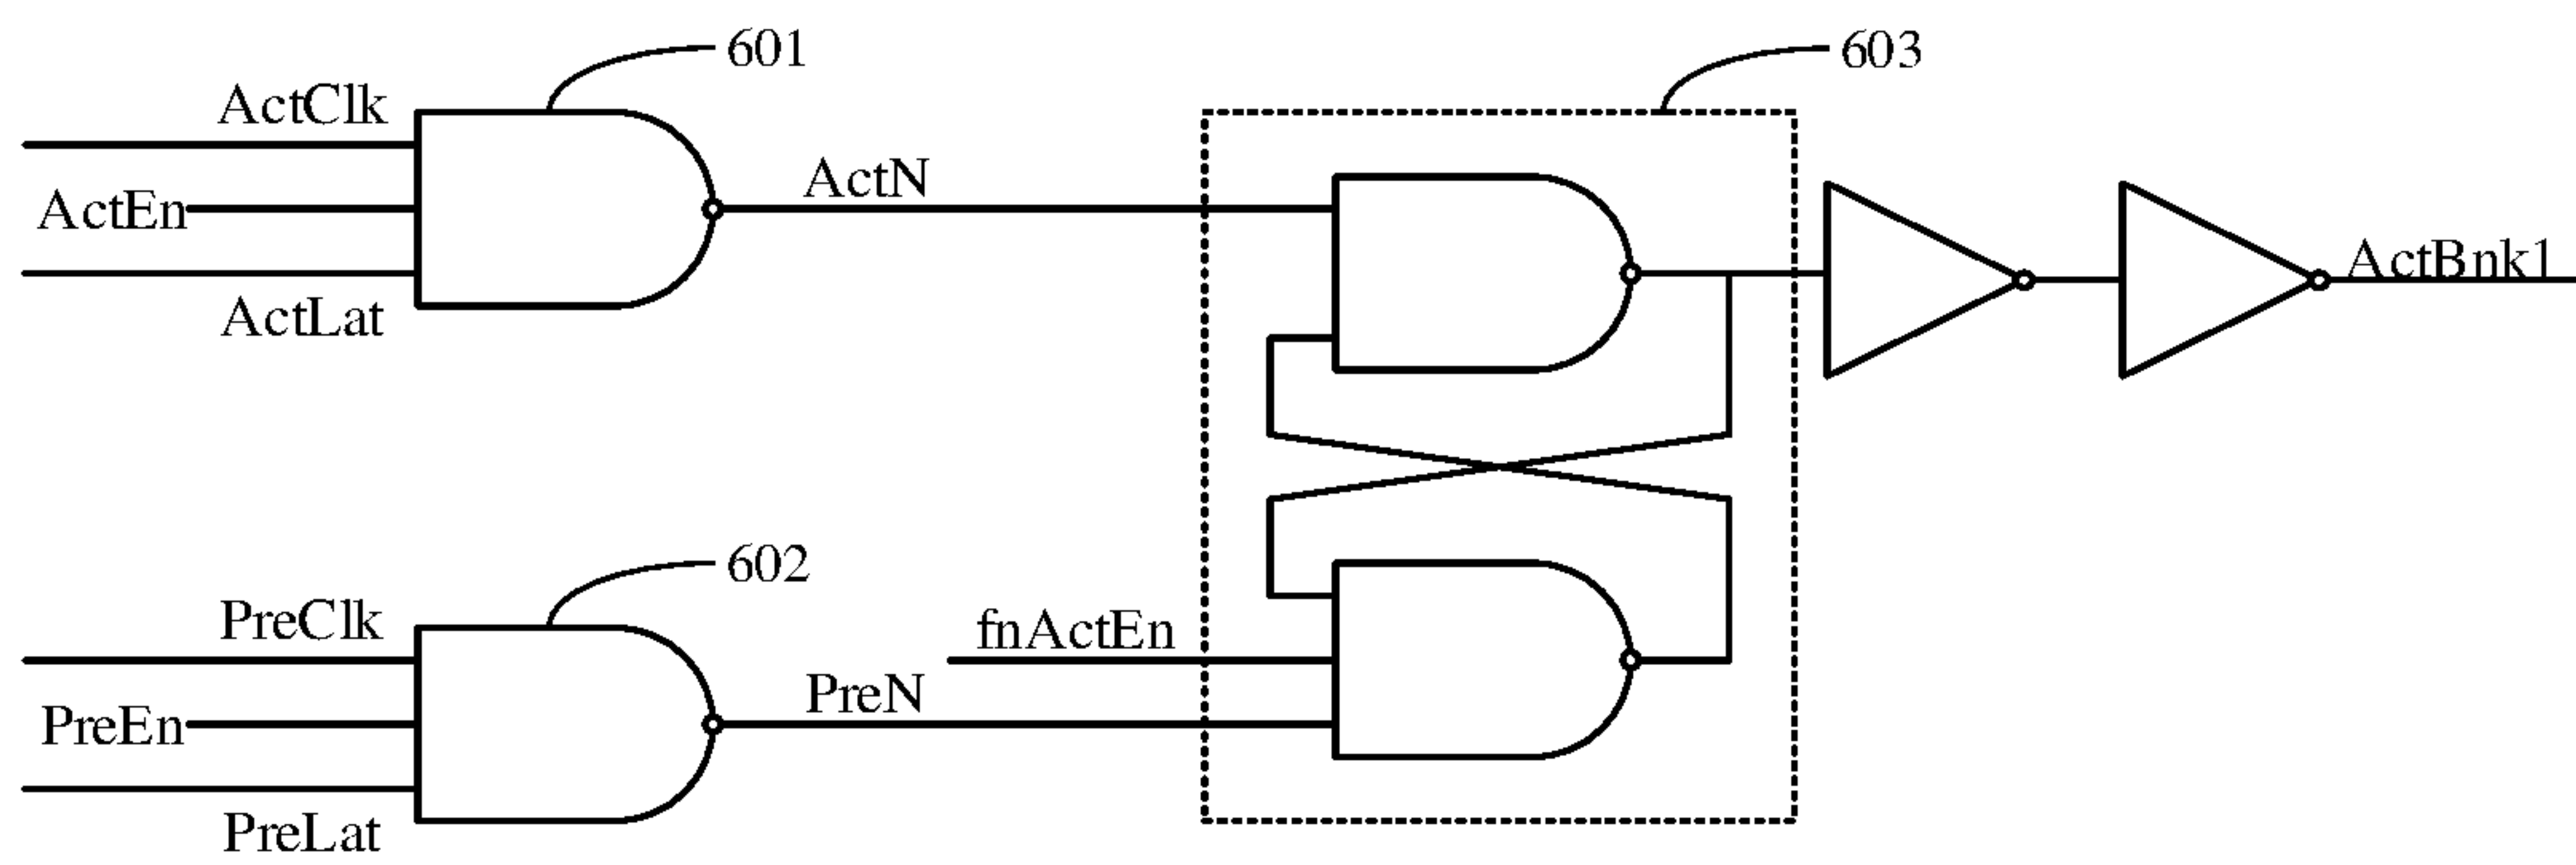 601
603
ActClk
ActEn
ActLat
ActN
ActBnk1
602
PreClk
PreEn
PreLat
fnActEn
PreN